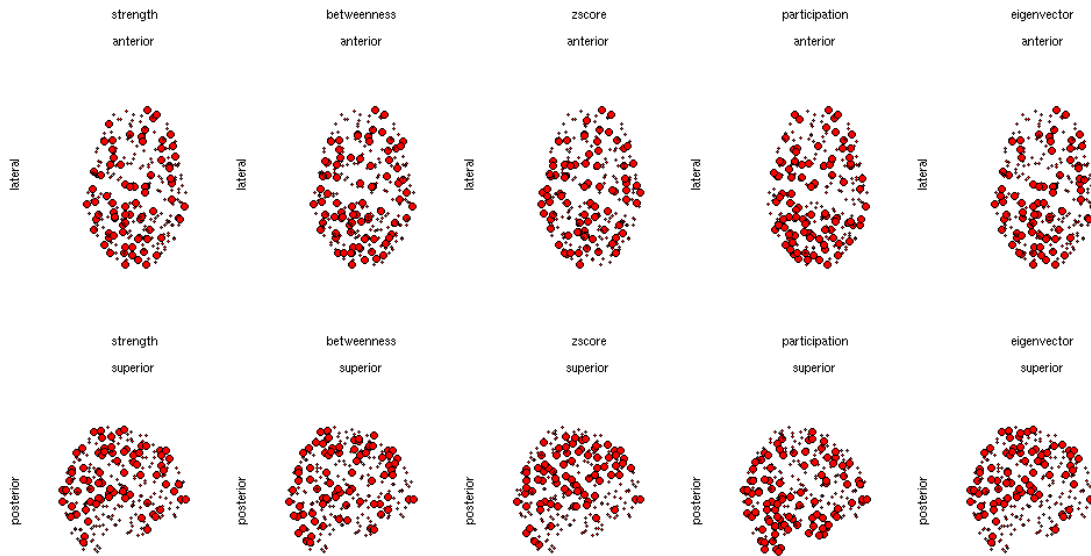 strength betweenness zscore participation eigenvector
anterior anterior anterior anterior anterior
lateral lateral lateral lateral lateral
strength betweenness zscore participation eigenvector
superior superior superior superior superior
posterior posterior posterior posterior posterior